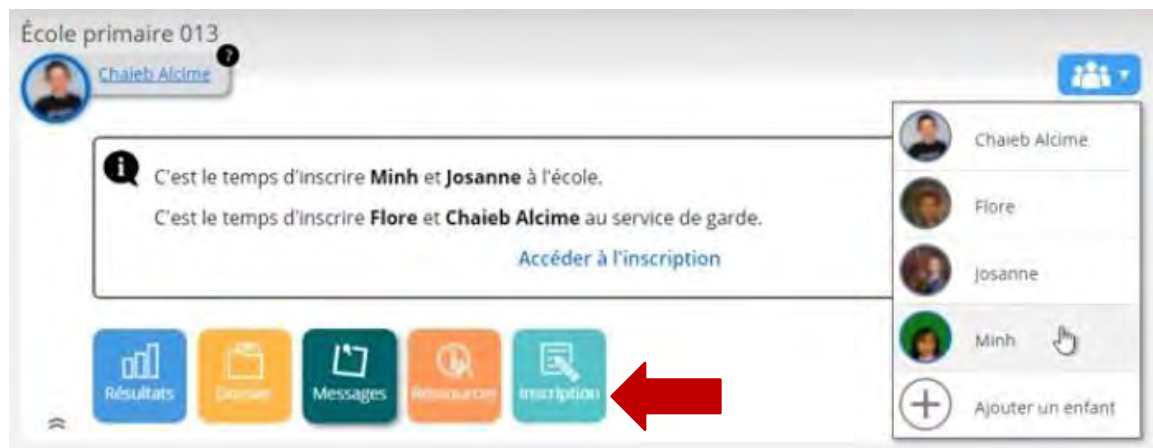 École primaire 013
Chaieb Alcime
?
C'est le temps d'inscrire Minh et Josanne à l'école.
C'est le temps d'inscrire Flore et Chaieb Alcime au service de garde.
Accéder à l'inscription
Chaieb Alcime
Flore
Josanne
Minh
Ajouter un enfant
Résultats
Dossier
Messages
Ressources
Inscription